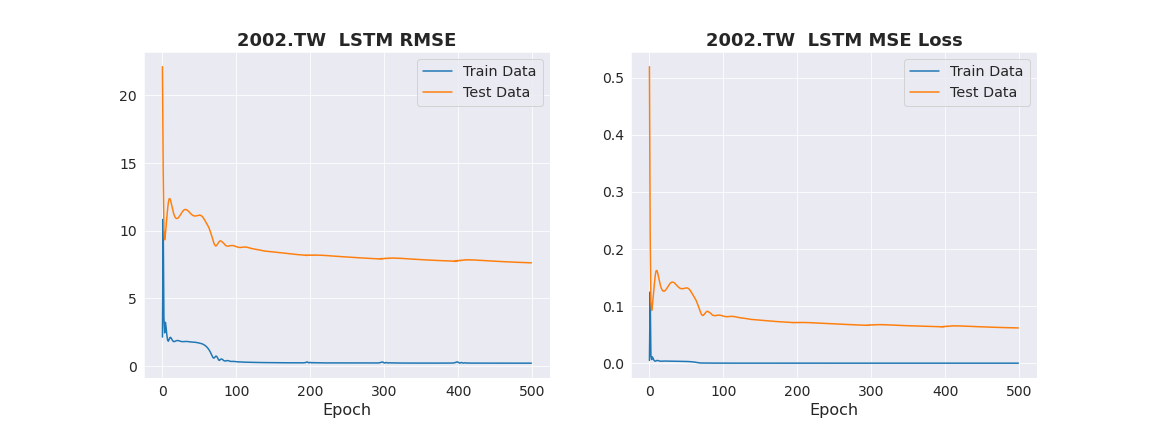 2002.TW  LSTM RMSE
Train Data
Test Data
20
15
10
5
0
0 100 200 300 400 500
Epoch
2002.TW  LSTM MSE Loss
Train Data
Test Data
0.5
0.4
0.3
0.2
0.1
0.0
0 100 200 300 400 500
Epoch